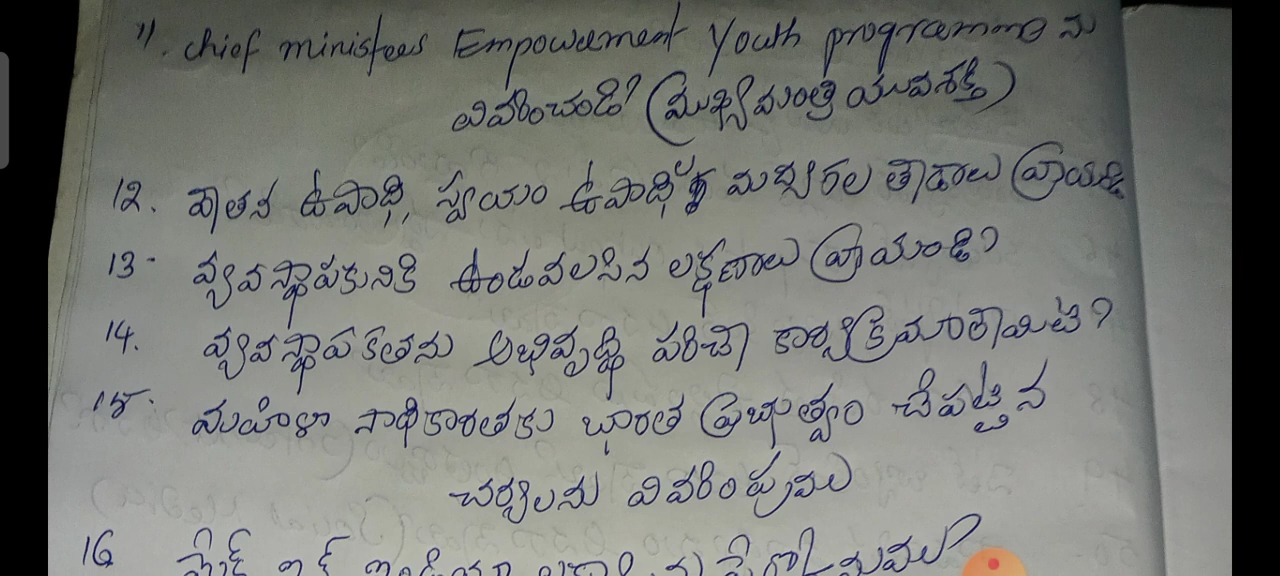 11. chief ministers Empowerment Youth programme ను
వివరించండి? (ముఖ్యమంత్రి యువశక్తి)
12. వేతన ఉపాధి, స్వయం ఉపాధికి మధ్యగల తేడాలు వ్రాయండి
13. వ్యవస్థాపకునికి ఉండవలసిన లక్షణాలు వ్రాయండి?
14. వ్యవస్థాపకతను అభివృద్ధి పరిచే కార్యక్రమాలేమిటి?
15. మహిళా సాధికారతకు భారత ప్రభుత్వం చేపట్టిన
చర్యలను వివరింపుము
16 మేక్ ఇన్ ఇండియా